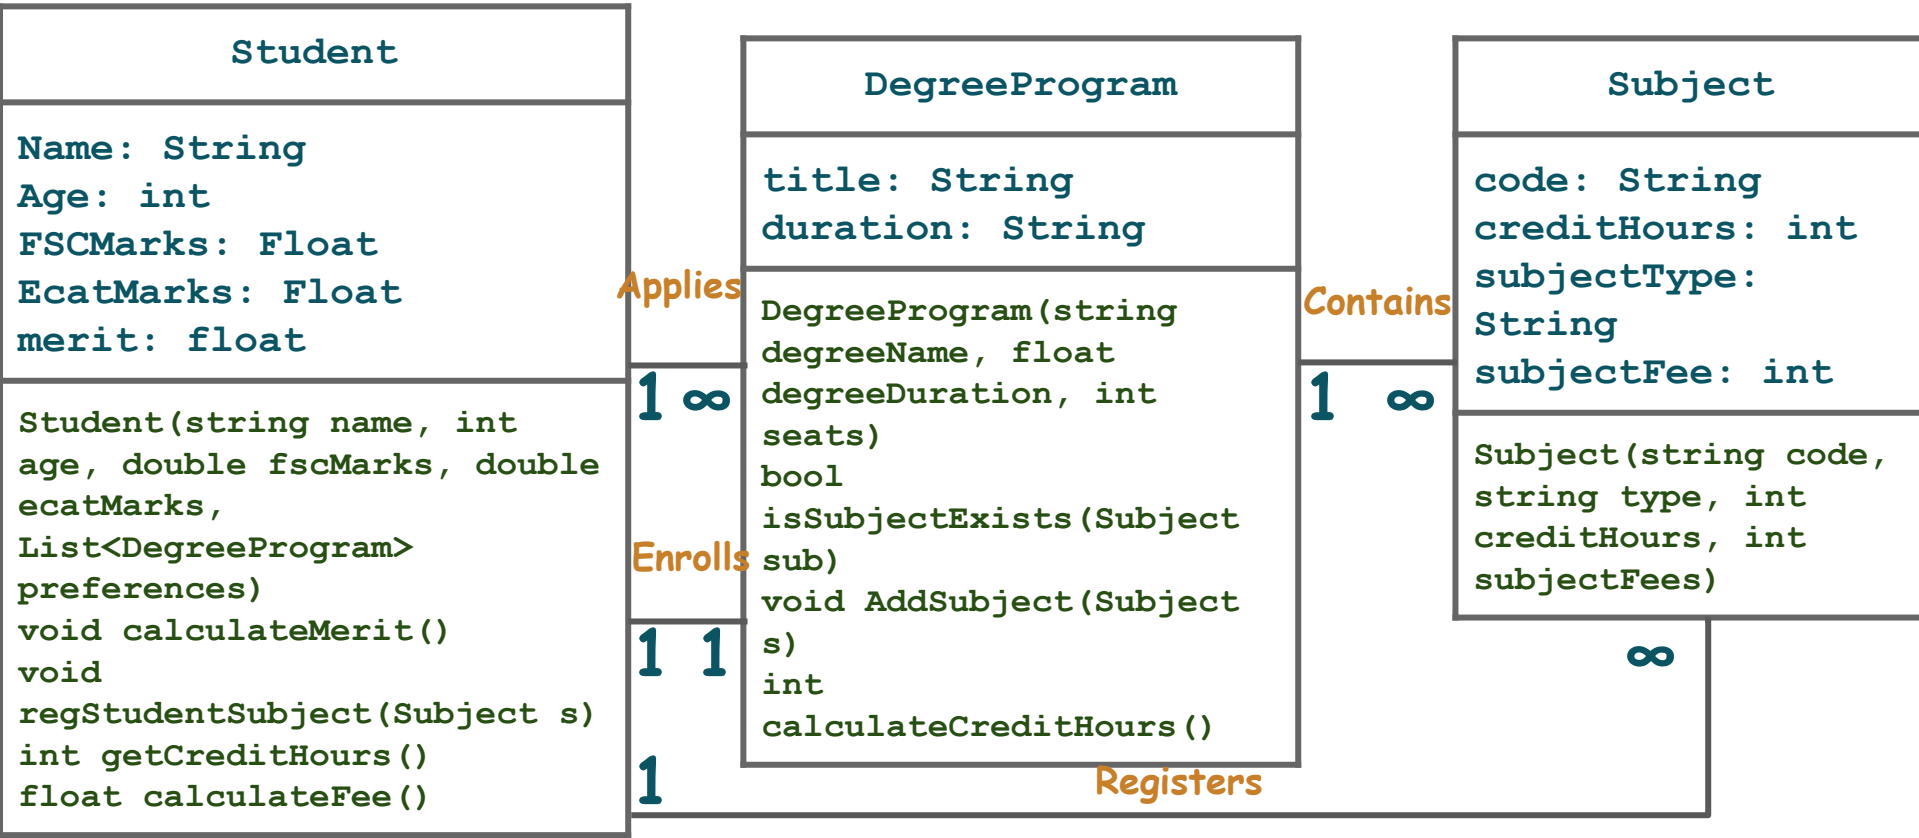 Student
Name: String
Age: int
FSCMarks: Float
EcatMarks: Float
merit: float
Student(string name, int
age, double fscMarks, double
ecatMarks,
List<DegreeProgram>
preferences)
void calculateMerit()
void
regStudentSubject(Subject s)
int getCreditHours()
float calculateFee()
Applies
1 ∞
Enrolls
1 1
DegreeProgram
title: String
duration: String
DegreeProgram(string
degreeName, float
degreeDuration, int
seats)
bool
isSubjectExists(Subject
sub)
void AddSubject(Subject
s)
int
calculateCreditHours()
Contains
1 ∞
Subject
code: String
creditHours: int
subjectType:
String
subjectFee: int
Subject(string code,
string type, int
creditHours, int
subjectFees)
∞
1
Registers